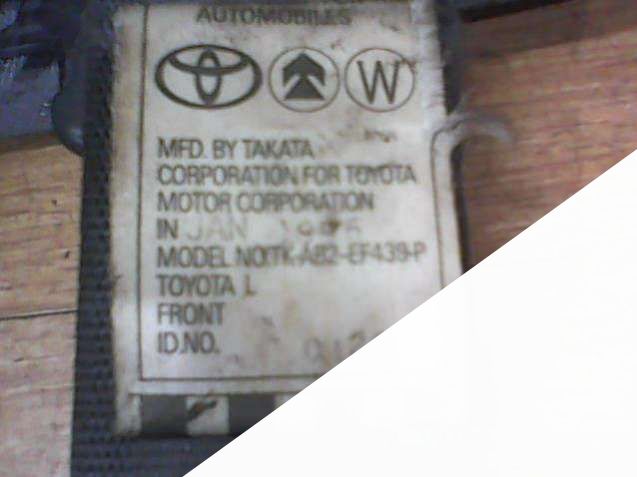 AUTOMOBILES
W
MFD. BY TAKATA
CORPORATION FOR TOYOTA
MOTOR CORPORATION
IN JAN
MODEL NO:TK-AB2-EF439-P
TOYOTA L
FRONT
ID.NO.